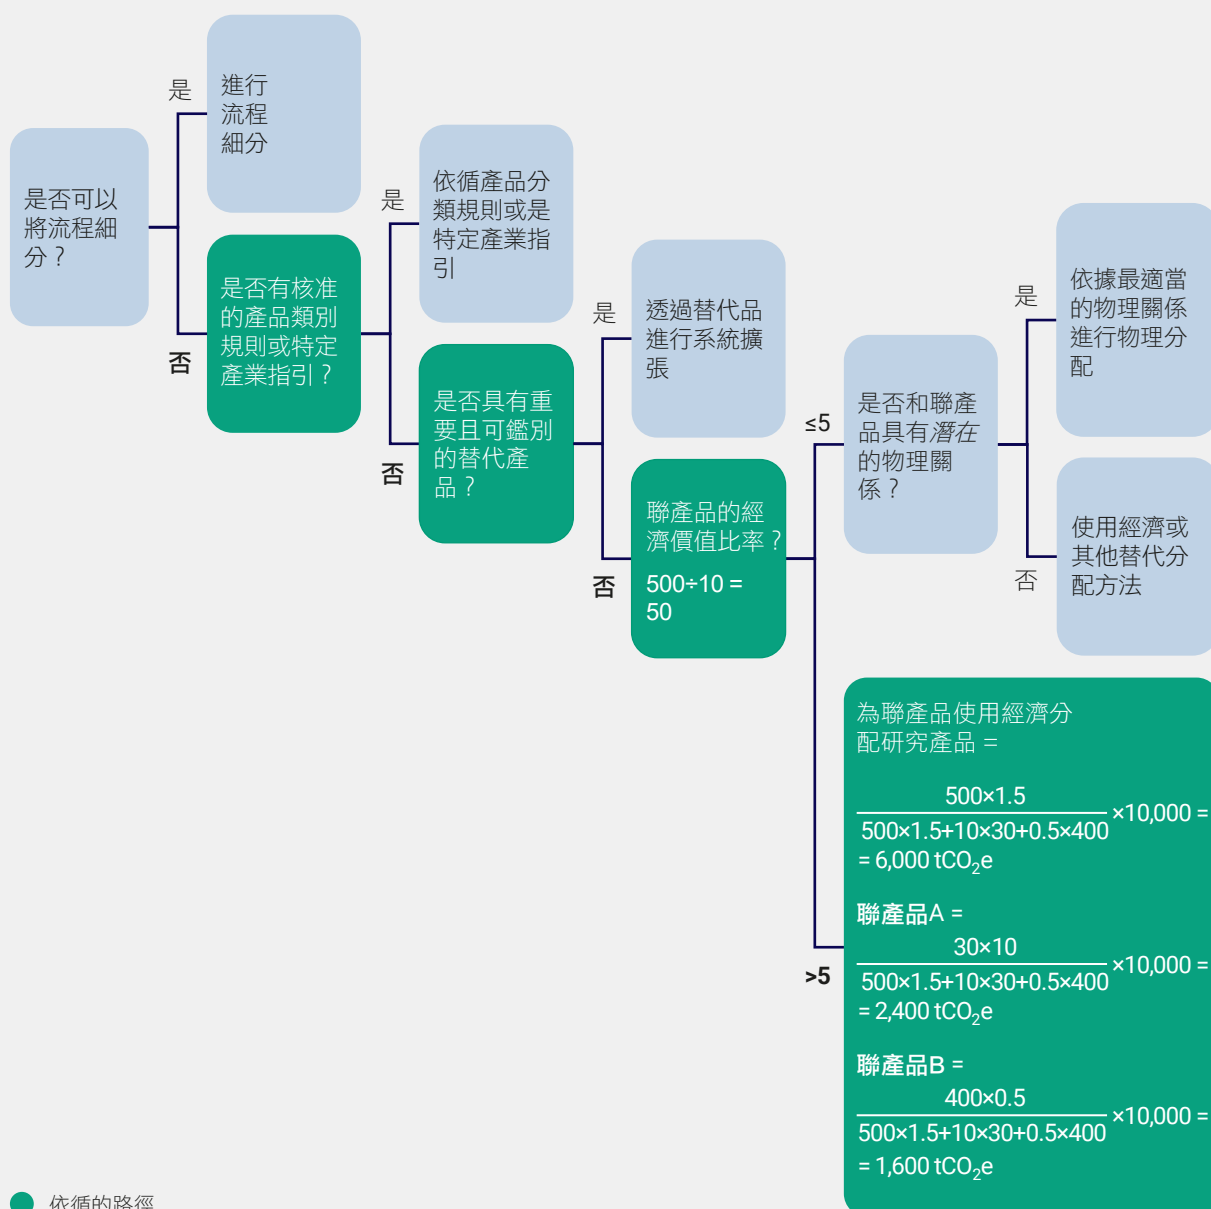 是否可以
將流程細
分？
是
進行
流程
細分
否
是否有核准
的產品類別
規則或特定
產業指引？
是
依循產品分
類規則或是
特定產業指
引
否
是否具有重
要且可鑑別
的替代產
品？
是
透過替代品
進行系統擴
張
否
聯產品的經
濟價值比率？
500÷10 =
50
≤5
是否和聯產
品具有潛在
的物理關
係？
是
依據最適當
的物理關係
進行物理分
配
否
使用經濟或
其他替代分
配方法
>5
為聯產品使用經濟分
配研究產品 =
500×1.5
500×1.5+10×30+0.5×400
×10,000 =
= 6,000 tCO₂e
聯產品A =
30×10
500×1.5+10×30+0.5×400
×10,000 =
= 2,400 tCO₂e
聯產品B =
400×0.5
500×1.5+10×30+0.5×400
×10,000 =
= 1,600 tCO₂e
依循的路徑